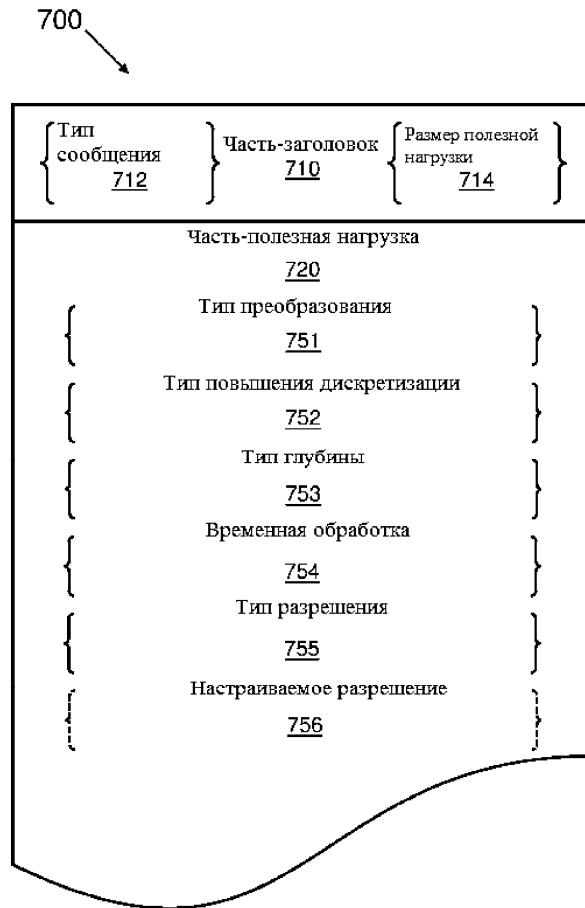 700
Тип
сообщения
712
Часть-заголовок
710
Размер полезной
нагрузки
714
Часть-полезная нагрузка
720
Тип преобразования
751
Тип повышения дискретизации
752
Тип глубины
753
Временная обработка
754
Тип разрешения
755
Настраиваемое разрешение
756